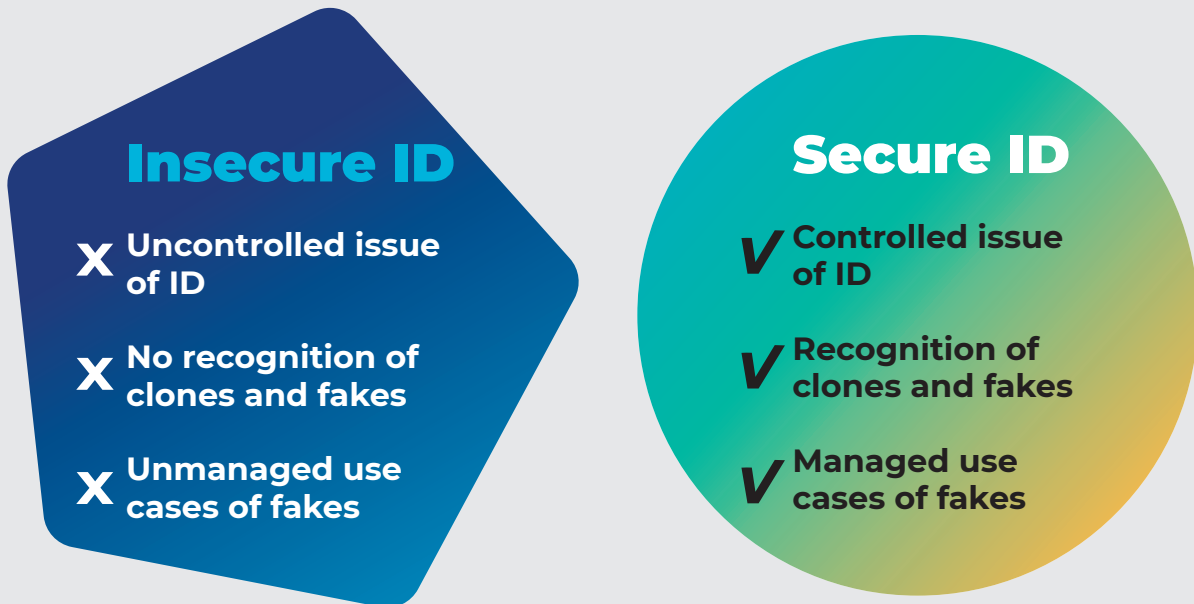 Insecure ID
x Uncontrolled issue
of ID
x No recognition of
clones and fakes
x Unmanaged use
cases of fakes
Secure ID
✓ Controlled issue
of ID
✓ Recognition of
clones and fakes
✓ Managed use
cases of fakes